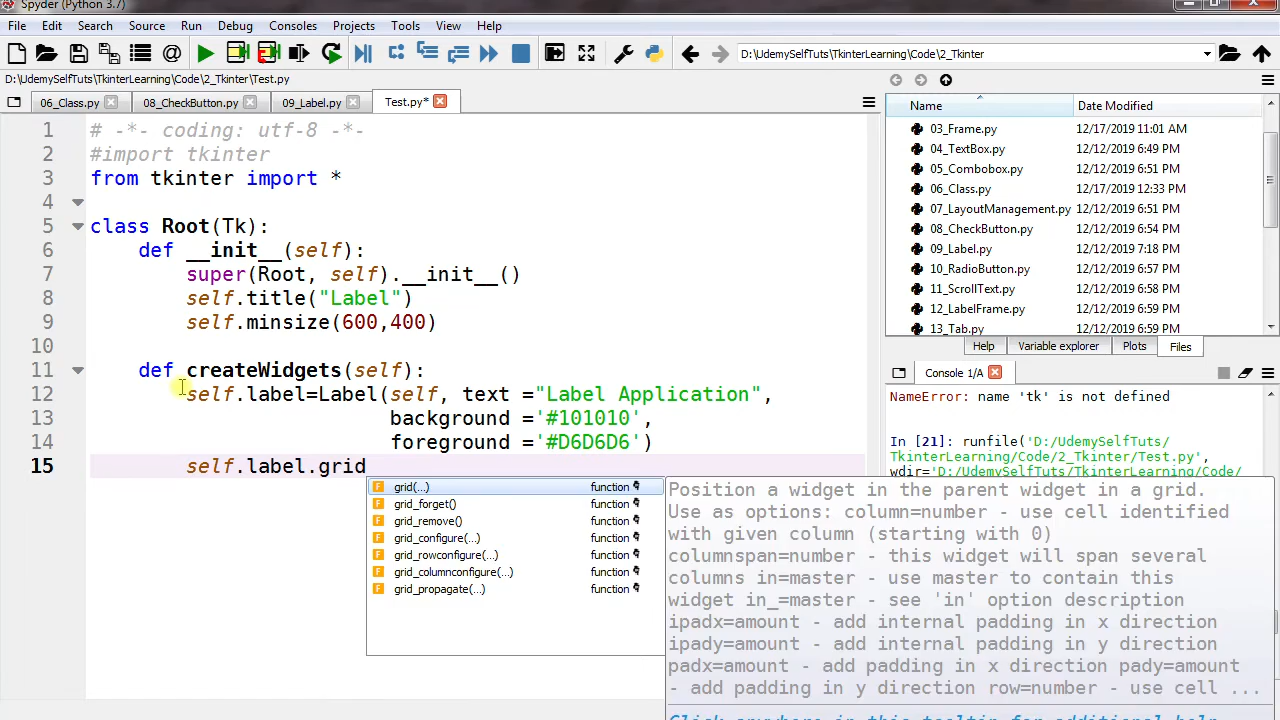 Spyder (Python 3.7)
File Edit Search Source Run Debug Consoles Projects Tools View Help
D:\UdemySelfTuts\TkinterLearning\Code\2_Tkinter
D:\UdemySelfTuts\TkinterLearning\Code\2_Tkinter\Test.py
06_Class.py 08_CheckButton.py 09_Label.py Test.py*
1 # -*- coding: utf-8 -*-
2 #import tkinter
3 from tkinter import *
4
5 class Root(Tk):
6 def __init__(self):
7 super(Root, self).__init__()
8 self.title("Label")
9 self.minsize(600,400)
10
11 def createWidgets(self):
12 self.label=Label(self, text ="Label Application",
13 background ='#101010',
14 foreground ='#D6D6D6')
15 self.label.grid
grid(...) function
grid_forget() function
grid_remove() function
grid_configure(...) function
grid_rowconfigure(...) function
grid_columnconfigure(...) function
grid_propagate(...) function
Name Date Modified
03_Frame.py 12/17/2019 11:01 AM
04_TextBox.py 12/12/2019 6:49 PM
05_Combobox.py 12/12/2019 6:51 PM
06_Class.py 12/17/2019 12:33 PM
07_LayoutManagement.py 12/12/2019 6:51 PM
08_CheckButton.py 12/12/2019 6:54 PM
09_Label.py 12/12/2019 7:18 PM
10_RadioButton.py 12/12/2019 6:57 PM
11_ScrollText.py 12/12/2019 6:58 PM
12_LabelFrame.py 12/12/2019 6:59 PM
13_Tab.py 12/12/2019 6:59 PM
Help Variable explorer Plots Files
Console 1/A
NameError: name 'tk' is not defined
In [21]: runfile('D:/UdemySelfTuts/
TkinterLearning/Code/2_Tkinter/Test.py',
wdir='D:/UdemySelfTuts/TkinterLearning/Code/
Position a widget in the parent widget in a grid.
Use as options: column=number - use cell identified
with given column (starting with 0)
columnspan=number - this widget will span several
columns in=master - use master to contain this
widget in_=master - see 'in' option description
ipadx=amount - add internal padding in x direction
ipady=amount - add internal padding in y direction
padx=amount - add padding in x direction pady=amount
- add padding in y direction row=number - use cell ...
Click anywhere in this tooltip for additional help